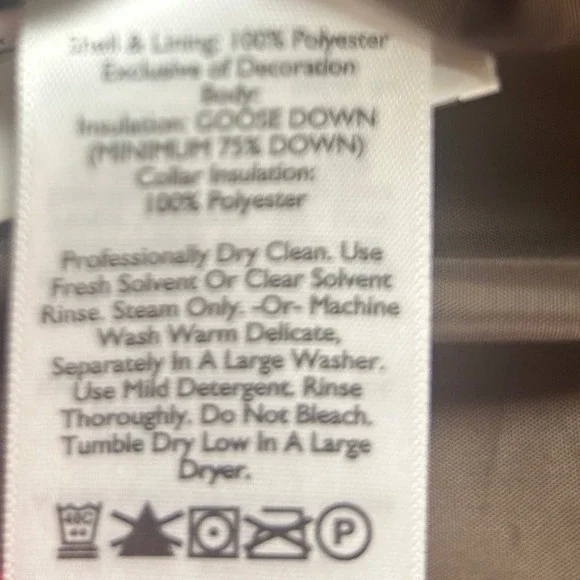 Shell & Lining: 100% Polyester
Exclusive of Decoration
Body:
Insulation: GOOSE DOWN
(MINIMUM 75% DOWN)
Collar Insulation:
100% Polyester
Professionally Dry Clean. Use
Fresh Solvent Or Clear Solvent
Rinse. Steam Only. -Or- Machine
Wash Warm Delicate,
Separately In A Large Washer.
Use Mild Detergent. Rinse
Thoroughly. Do Not Bleach.
Tumble Dry Low In A Large
Dryer.
40C
P